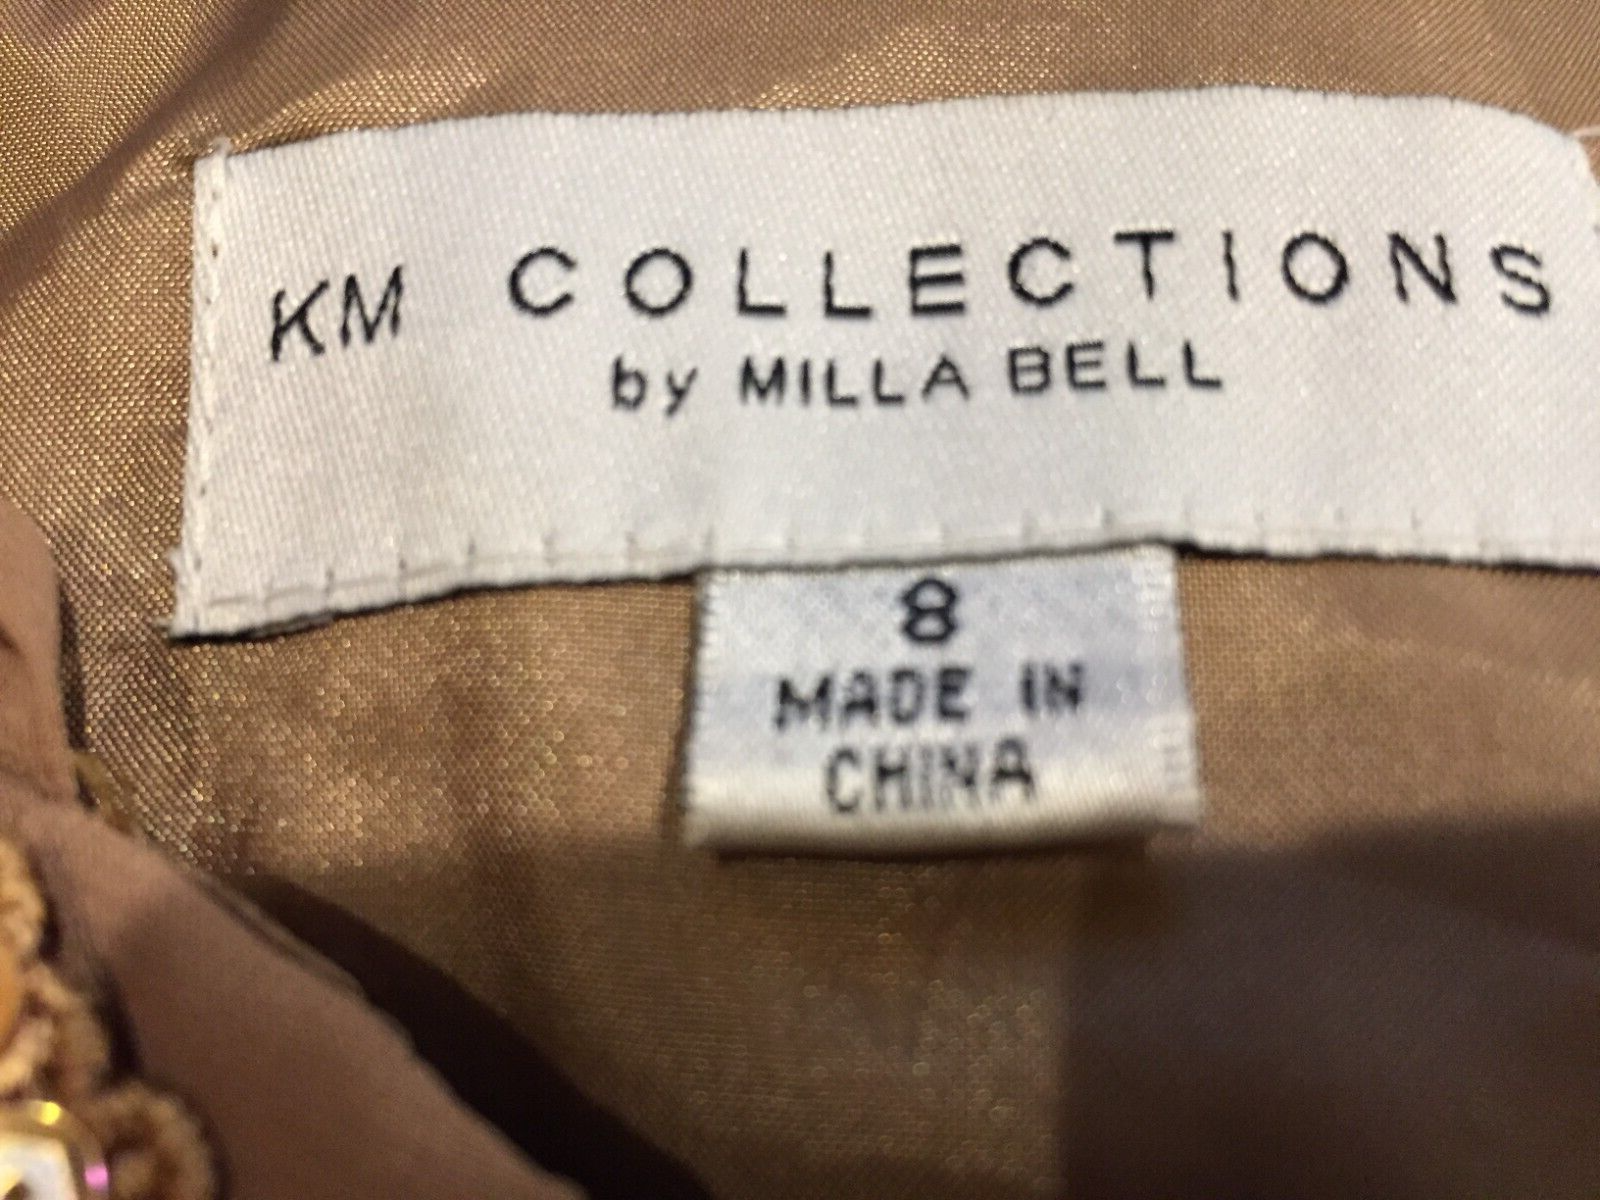 KM COLLECTIONS
by MILLA BELL
8
MADE IN
CHINA